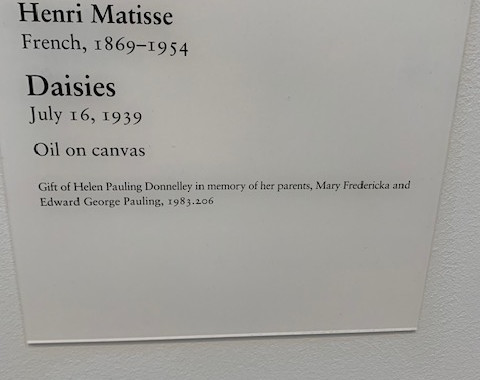 Henri Matisse
French, 1869–1954
Daisies
July 16, 1939
Oil on canvas
Gift of Helen Pauling Donnelley in memory of her parents, Mary Fredericka and
Edward George Pauling, 1983.206